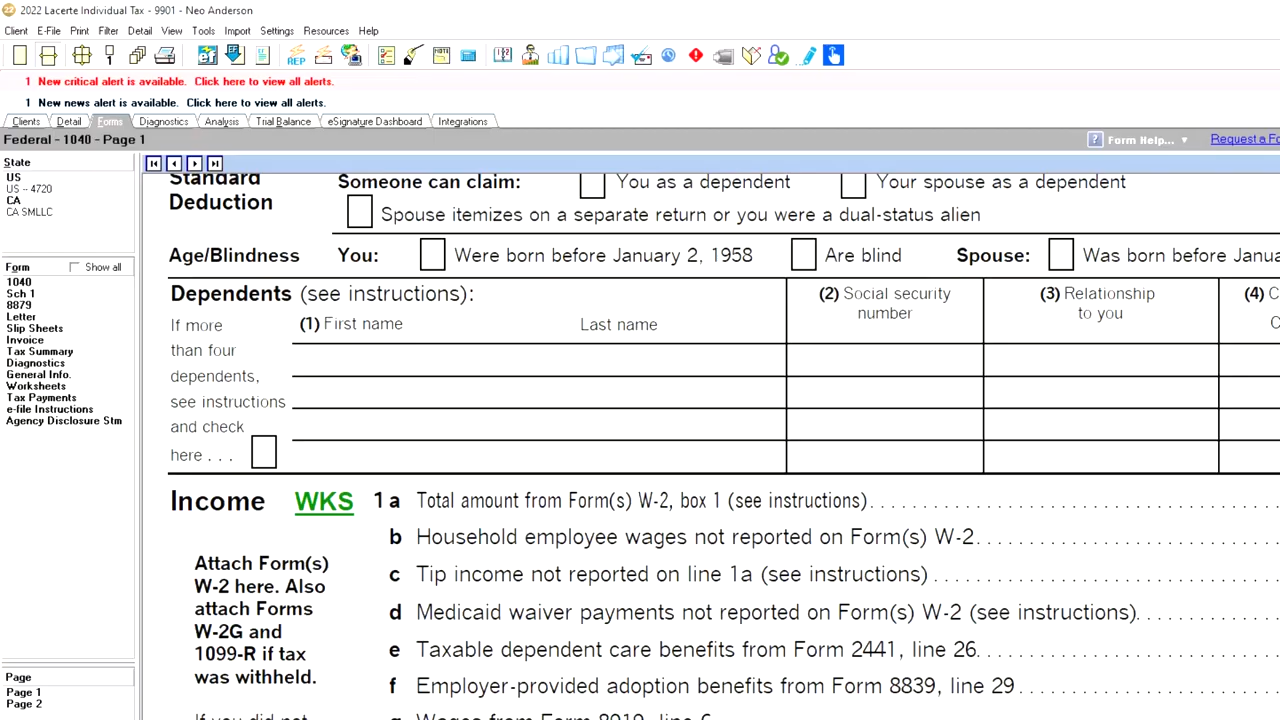 2022 Lacerte Individual Tax - 9901 - Neo Anderson
Client E-File Print Filter Detail View Tools Import Settings Resources Help
1 New critical alert is available. Click here to view all alerts.
1 New news alert is available. Click here to view all alerts.
Clients Detail Forms Diagnostics Analysis Trial Balance eSignature Dashboard Integrations
Federal - 1040 - Page 1
? Form Help...
Request a Fo
State
US
US -- 4720
CA
CA SMLLC
Form Show all
1040
Sch 1
8879
Letter
Slip Sheets
Invoice
Tax Summary
Diagnostics
General Info.
Worksheets
Tax Payments
e-file Instructions
Agency Disclosure Stm
Page
Page 1
Page 2
Standard
Deduction
Someone can claim: You as a dependent Your spouse as a dependent
Spouse itemizes on a separate return or you were a dual-status alien
Age/Blindness You: Were born before January 2, 1958 Are blind Spouse: Was born before Janua
Dependents (see instructions):
(2) Social security
number
(3) Relationship
to you
(4) C
C
(1) First name Last name
If more
than four
dependents,
see instructions
and check
here . . .
Income WKS 1 a Total amount from Form(s) W-2, box 1 (see instructions)
b Household employee wages not reported on Form(s) W-2
c Tip income not reported on line 1a (see instructions)
d Medicaid waiver payments not reported on Form(s) W-2 (see instructions)
e Taxable dependent care benefits from Form 2441, line 26
f Employer-provided adoption benefits from Form 8839, line 29
g Wages from Form 8919, line 6
Attach Form(s)
W-2 here. Also
attach Forms
W-2G and
1099-R if tax
was withheld.
If you did not